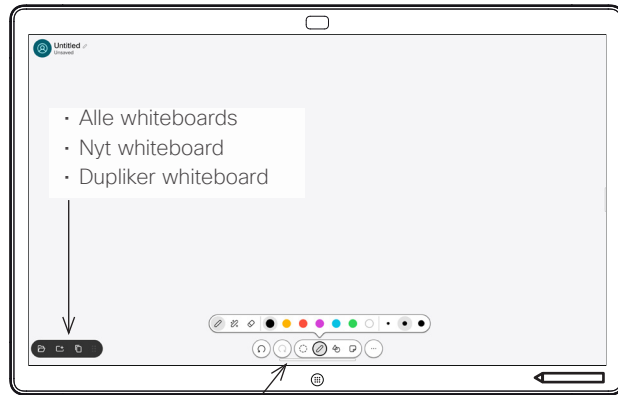 Untitled
Unsaved
· Alle whiteboards
· Nyt whiteboard
· Dupliker whiteboard